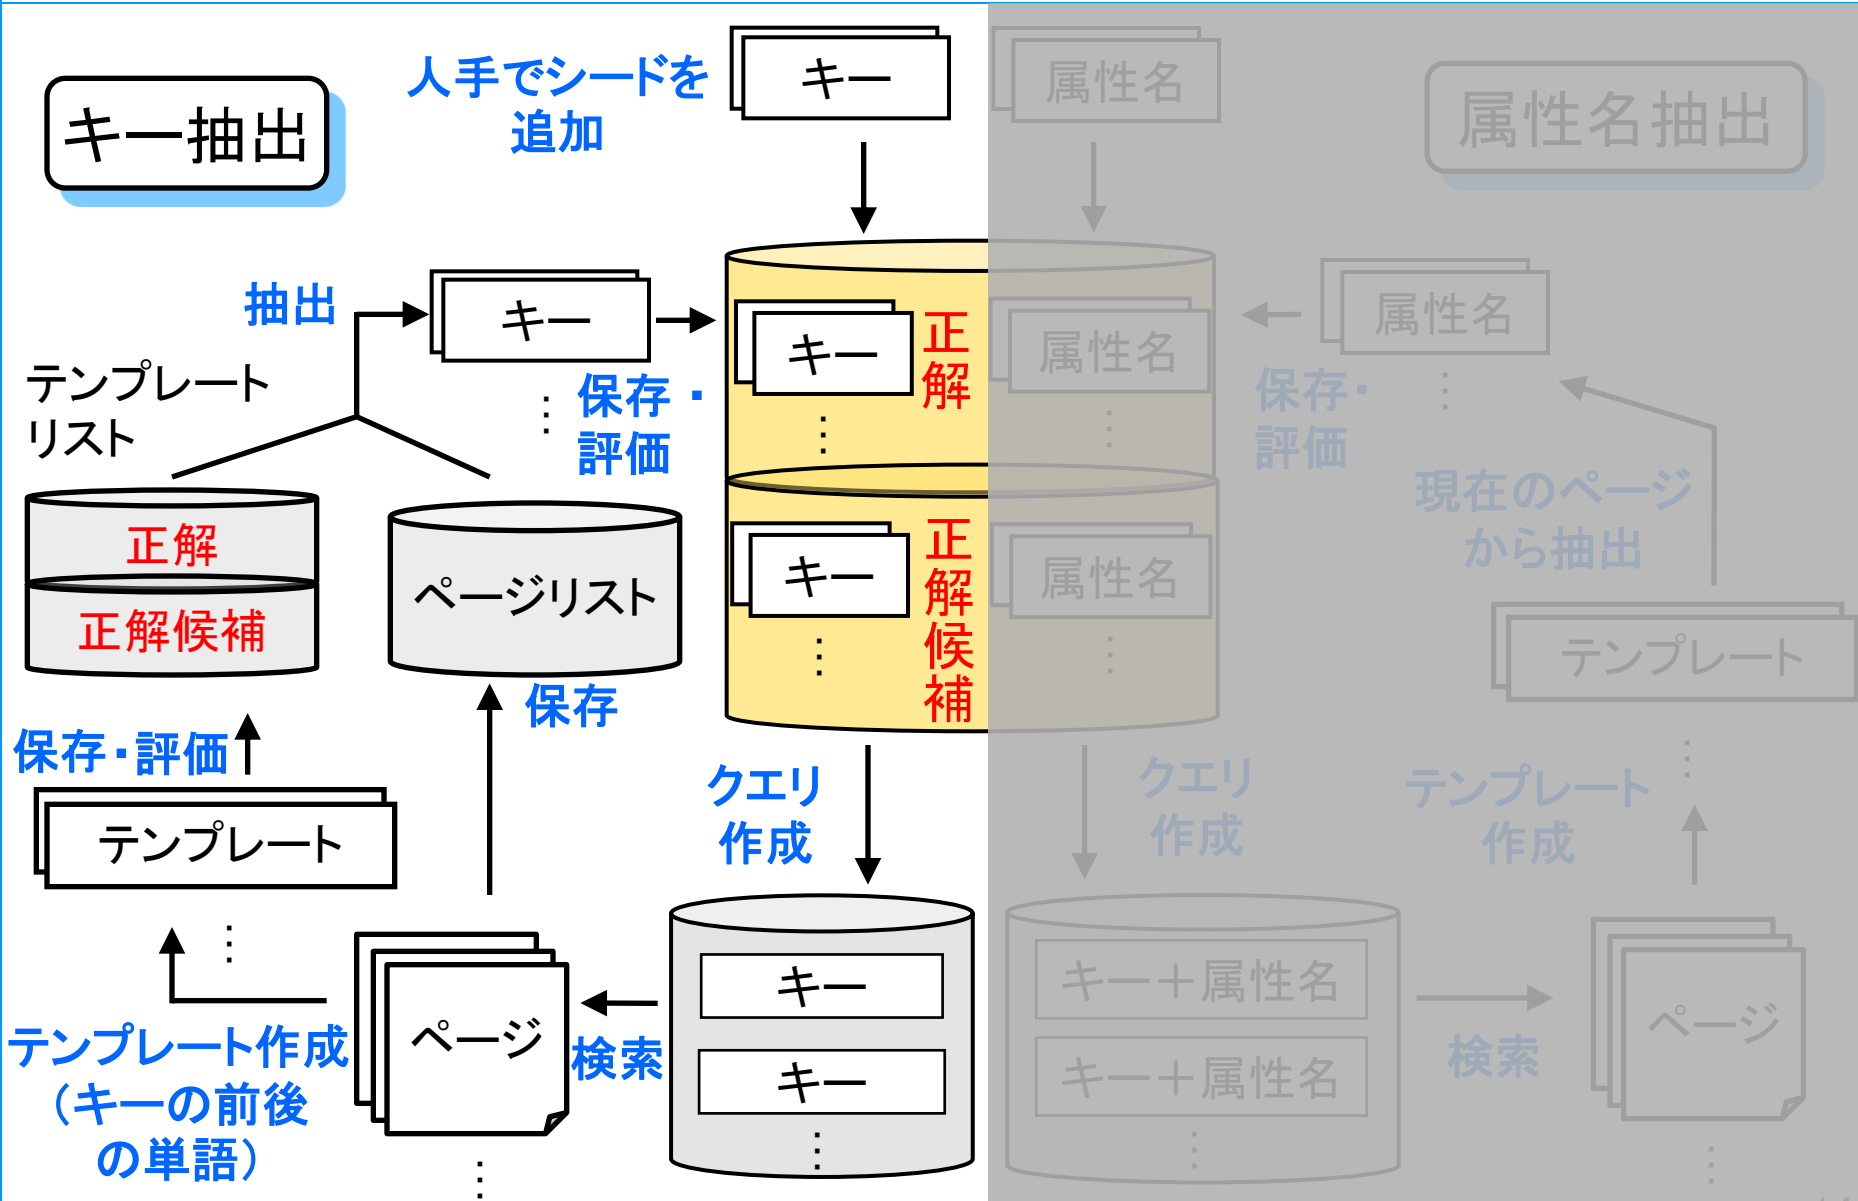 キー抽出
人手でシードを
追加
キー
属性名
属性名抽出
抽出
キー
保存・
評価
テンプレート
リスト
正解
正解候補
ページリスト
キー
正解
属性名
キー
正解候補
属性名
保存・
評価
属性名
現在のページ
から抽出
テンプレート
保存・評価
テンプレート
保存
クエリ
作成
クエリ
作成
テンプレート
作成
テンプレート作成
（キーの前後
の単語）
ページ
検索
キー
キー
キー＋属性名
キー＋属性名
検索
ページ